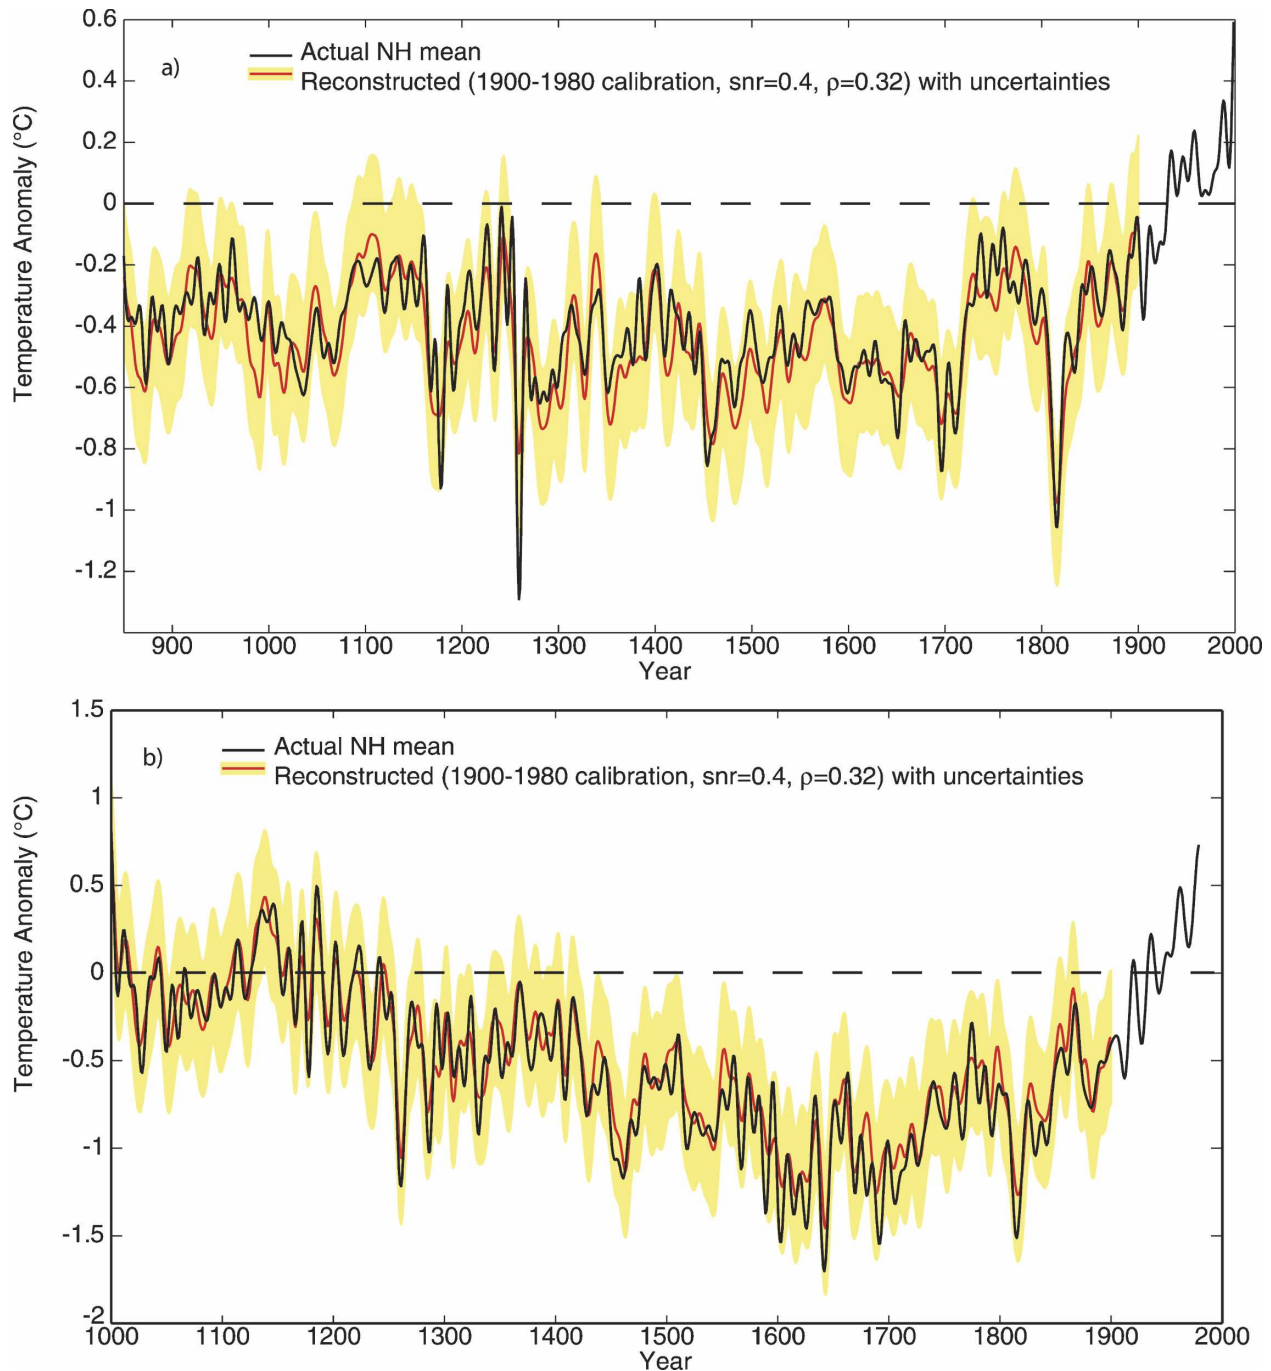 0.6
a)
Actual NH mean
Reconstructed (1900-1980 calibration, snr=0.4, ρ=0.32) with uncertainties
0.4
0.2
0
-0.2
-0.4
-0.6
-0.8
-1
-1.2
Temperature Anomaly (°C)
900 1000 1100 1200 1300 1400 1500 1600 1700 1800 1900 2000
Year
1.5
b)
Actual NH mean
Reconstructed (1900-1980 calibration, snr=0.4, ρ=0.32) with uncertainties
1
0.5
0
-0.5
-1
-1.5
-2
Temperature Anomaly (°C)
1000 1100 1200 1300 1400 1500 1600 1700 1800 1900 2000
Year